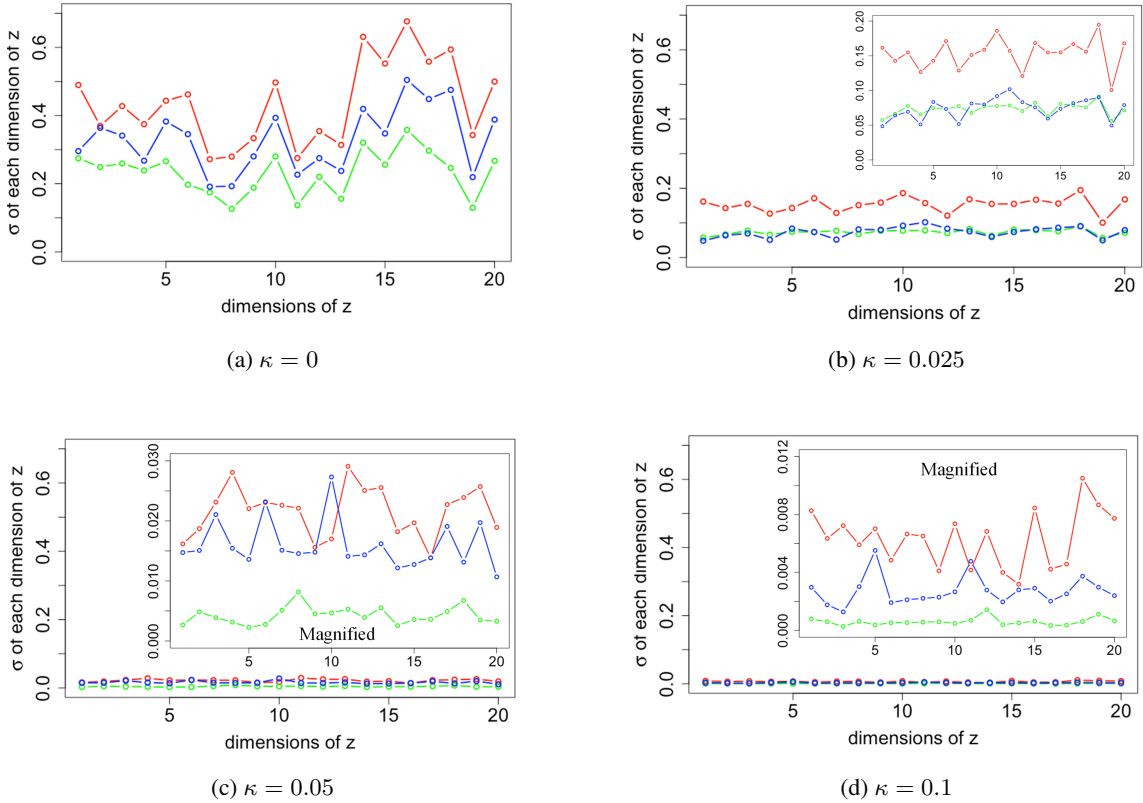 σ of each dimension of z
0.0 0.2 0.4 0.6
5 10 15 20
dimensions of z
(a) κ = 0
σ of each dimension of z
0.0 0.2 0.4 0.6
0.00 0.05 0.10 0.15 0.20
5 10 15 20
5 10 15 20
dimensions of z
(b) κ = 0.025
σ of each dimension of z
0.0 0.2 0.4 0.6
0.000 0.010 0.020 0.030
Magnified
5 10 15 20
5 10 15 20
dimensions of z
(c) κ = 0.05
σ of each dimension of z
0.0 0.2 0.4 0.6
0.000 0.004 0.008 0.012
Magnified
5 10 15 20
5 10 15 20
dimensions of z
(d) κ = 0.1